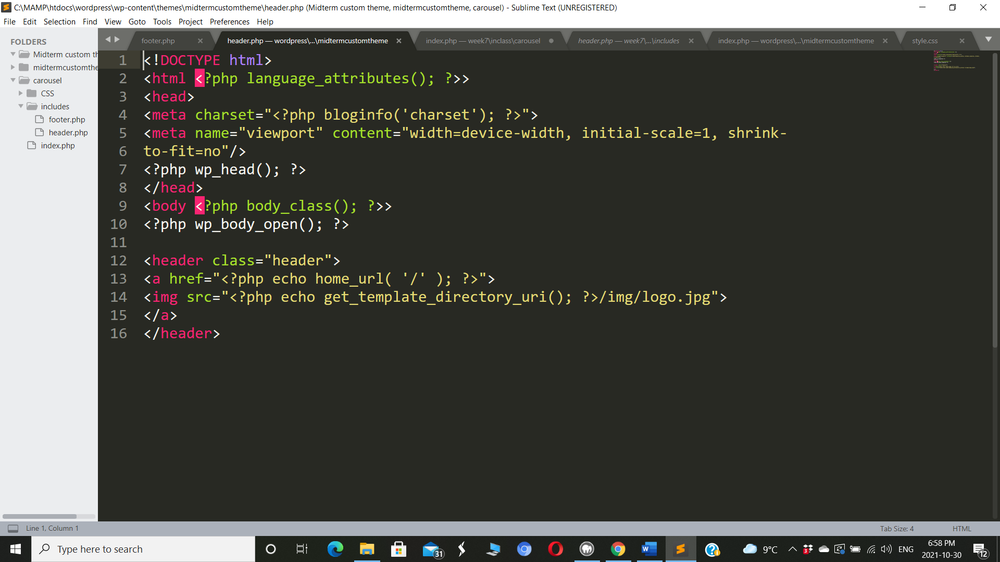 C:\MAMP\htdocs\wordpress\wp-content\themes\midtermcustomtheme\header.php (Midterm custom theme, midtermcustomtheme, carousel) - Sublime Text (UNREGISTERED)
File Edit Selection Find View Goto Tools Project Preferences Help
FOLDERS
Midterm custom th
midtermcustomthe
carousel
CSS
includes
footer.php
header.php
index.php
footer.php
header.php — wordpress\...\midtermcustomtheme
index.php — week7\inclass\carousel
header.php — week7\...\includes
index.php — wordpress\...\midtermcustomtheme
style.css
1 <!DOCTYPE html>
2 <html <?php language_attributes(); ?>>
3 <head>
4 <meta charset="<?php bloginfo('charset'); ?>">
5 <meta name="viewport" content="width=device-width, initial-scale=1, shrink-
6 to-fit=no"/>
7 <?php wp_head(); ?>
8 </head>
9 <body <?php body_class(); ?>>
10 <?php wp_body_open(); ?>
11
12 <header class="header">
13 <a href="<?php echo home_url( '/' ); ?>">
14 <img src="<?php echo get_template_directory_uri(); ?>/img/logo.jpg">
15 </a>
16 </header>
Line 1, Column 1
Tab Size: 4
HTML
Type here to search
31
9°C
3
ENG
6:58 PM
2021-10-30
12